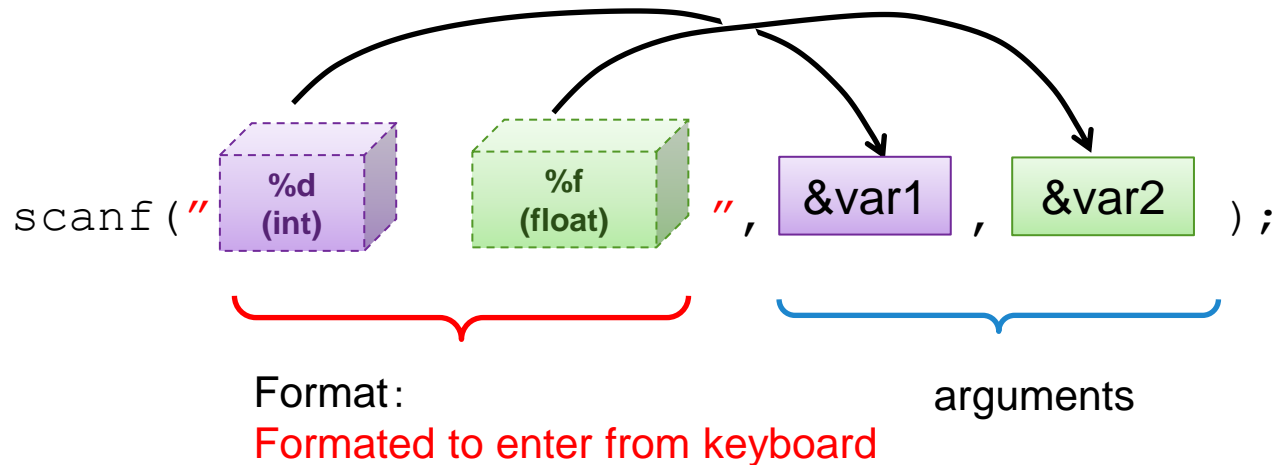 %d
(int)
%f
(float)
scanf(" ", &var1 , &var2 );
Format:
Formated to enter from keyboard
arguments